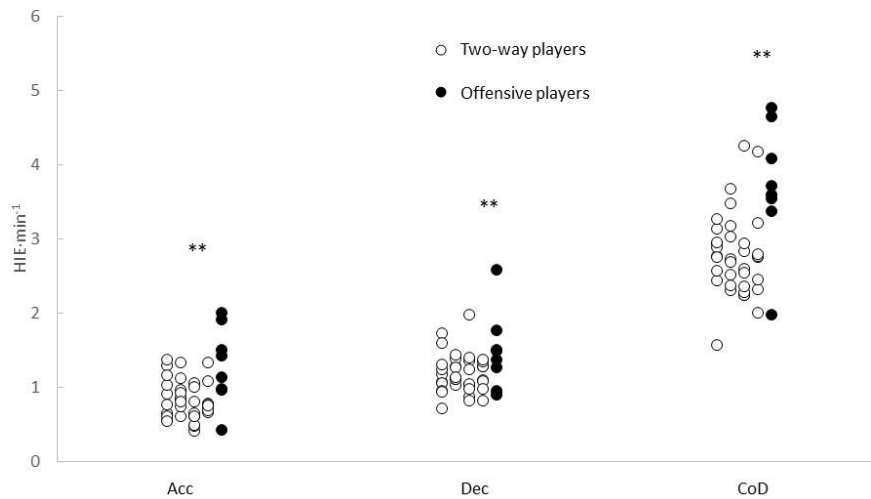 6
Two-way players
**
5
Offensive players
4
HIE·min-1
**
3
**
2
1
0
Acc
Dec
CoD